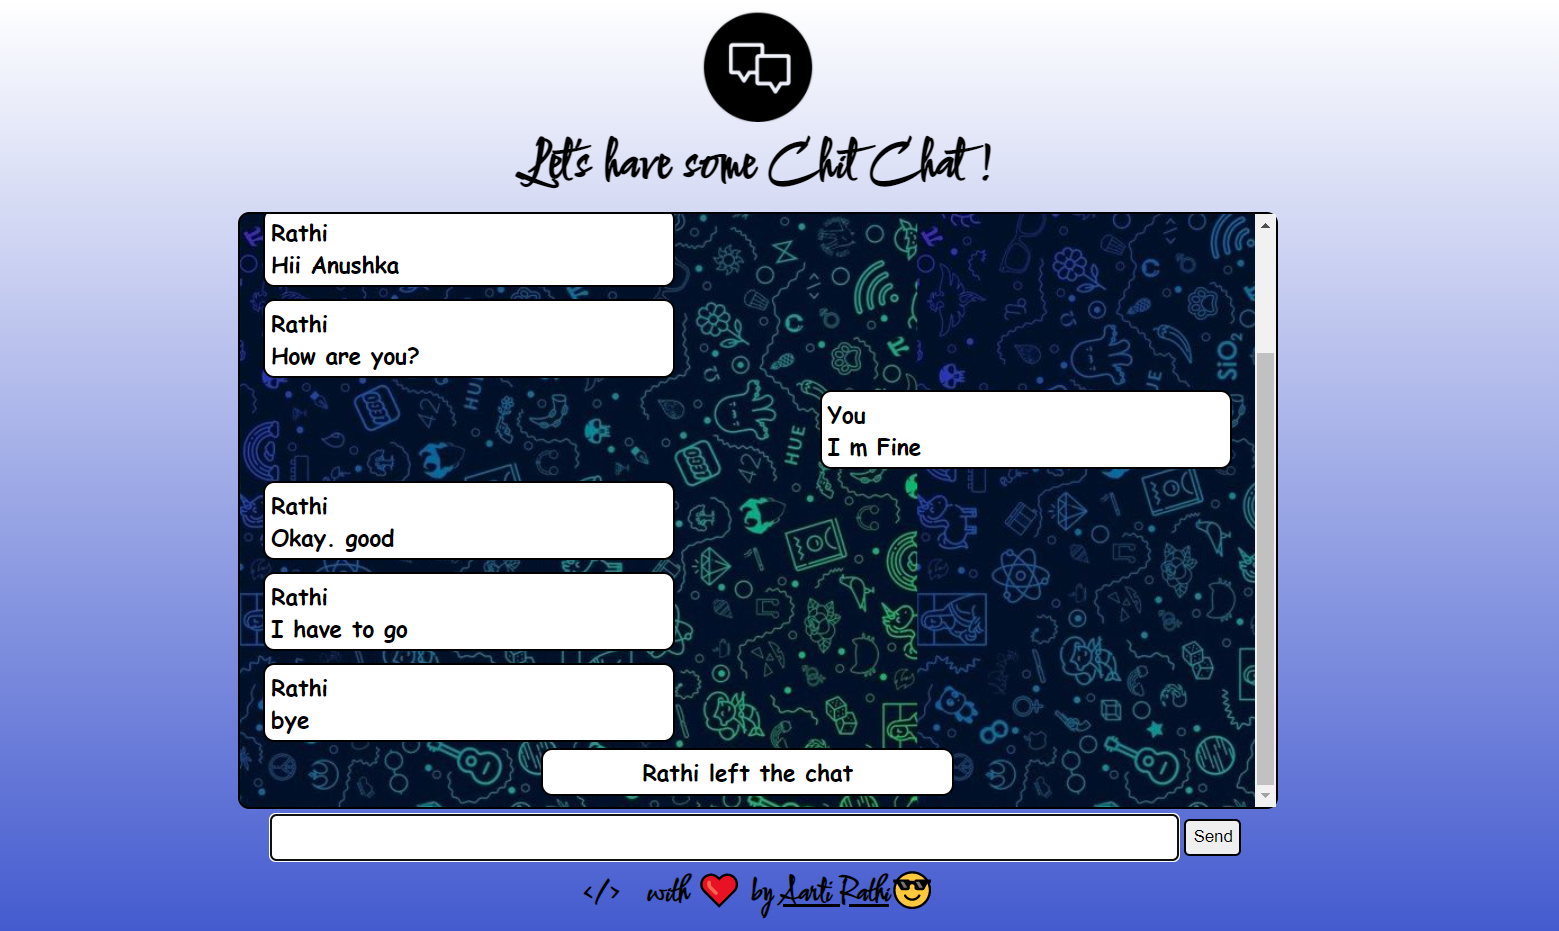 Let's have some Chit Chat !
Rathi
Hii Anushka
Rathi
How are you?
You
I m Fine
Rathi
Okay. good
Rathi
I have to go
Rathi
bye
Rathi left the chat
Send
</> with ❤️ by Aarti Rathi😎